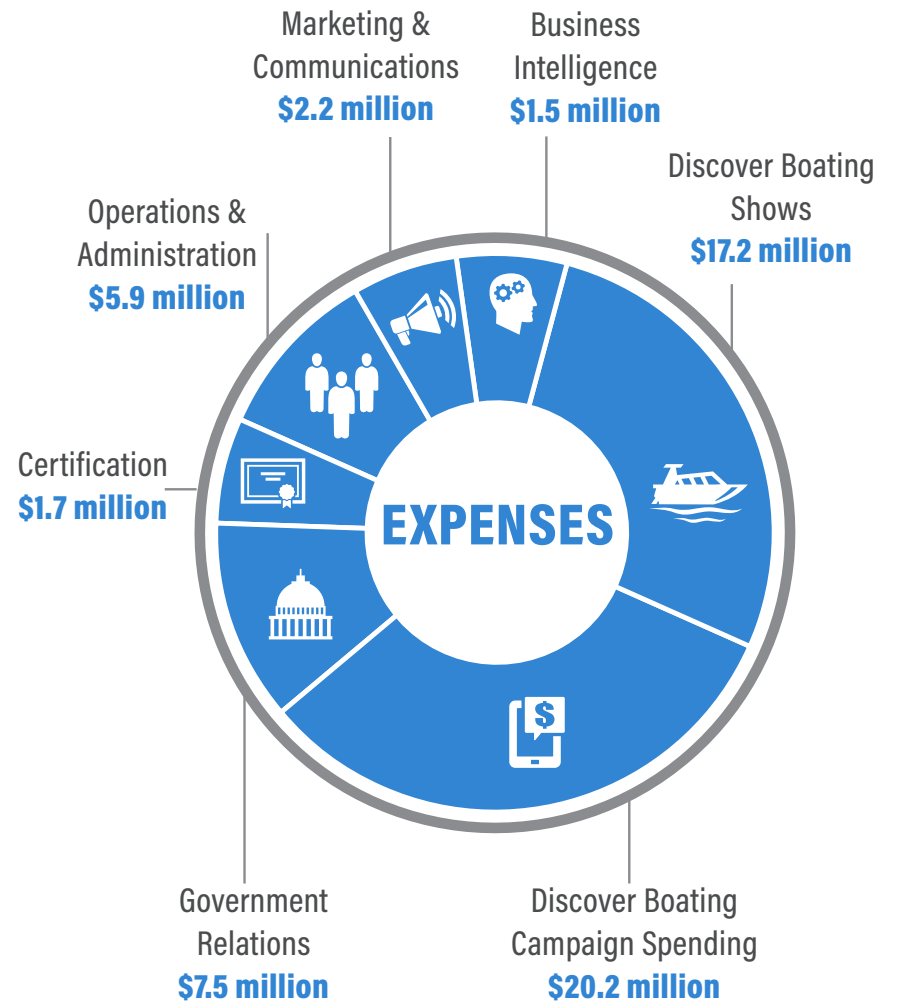 Marketing &
Communications
$2.2 million
Business
Intelligence
$1.5 million
Discover Boating
Shows
$17.2 million
Operations &
Administration
$5.9 million
Certification
$1.7 million
EXPENSES
$
Government
Relations
$7.5 million
Discover Boating
Campaign Spending
$20.2 million